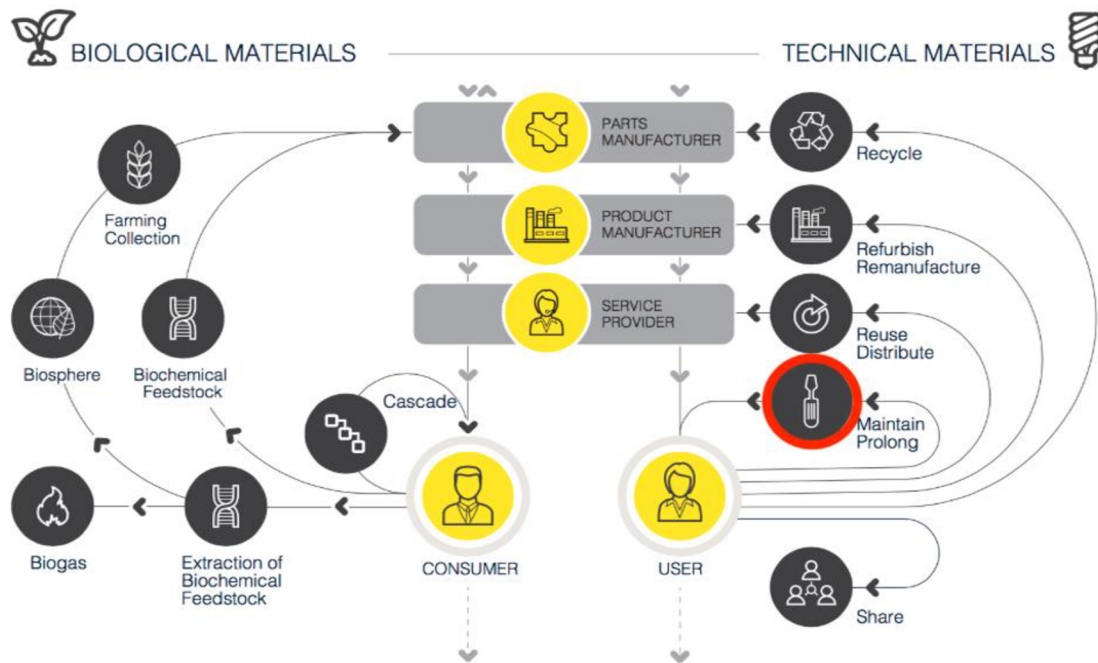 BIOLOGICAL MATERIALS
TECHNICAL MATERIALS
PARTS
MANUFACTURER
Recycle
Farming
Collection
PRODUCT
MANUFACTURER
Refurbish
Remanufacture
SERVICE
PROVIDER
Reuse
Distribute
Biosphere
Biochemical
Feedstock
Cascade
Maintain
Prolong
Biogas
Extraction of
Biochemical
Feedstock
CONSUMER
USER
Share